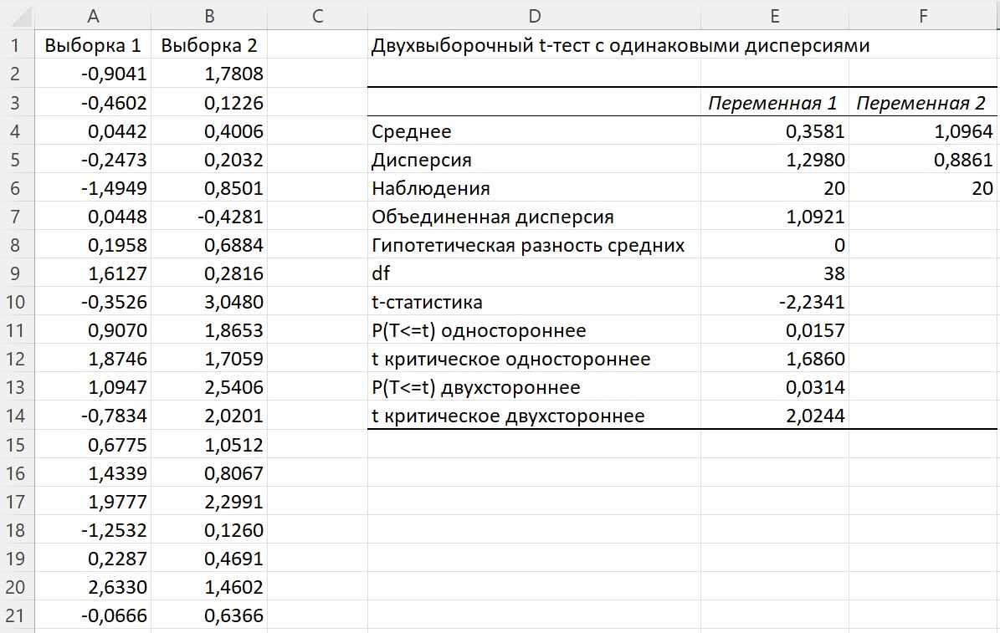 A B C D E F
1 Выборка 1 Выборка 2 Двухвыборочный t-тест с одинаковыми дисперсиями
2 -0,9041 1,7808
3 -0,4602 0,1226 Переменная 1 Переменная 2
4 0,0442 0,4006 Среднее 0,3581 1,0964
5 -0,2473 0,2032 Дисперсия 1,2980 0,8861
6 -1,4949 0,8501 Наблюдения 20 20
7 0,0448 -0,4281 Объединенная дисперсия 1,0921
8 0,1958 0,6884 Гипотетическая разность средних 0
9 1,6127 0,2816 df 38
10 -0,3526 3,0480 t-статистика -2,2341
11 0,9070 1,8653 P(T<=t) одностороннее 0,0157
12 1,8746 1,7059 t критическое одностороннее 1,6860
13 1,0947 2,5406 P(T<=t) двухстороннее 0,0314
14 -0,7834 2,0201 t критическое двухстороннее 2,0244
15 0,6775 1,0512
16 1,4339 0,8067
17 1,9777 2,2991
18 -1,2532 0,1260
19 0,2287 0,4691
20 2,6330 1,4602
21 -0,0666 0,6366